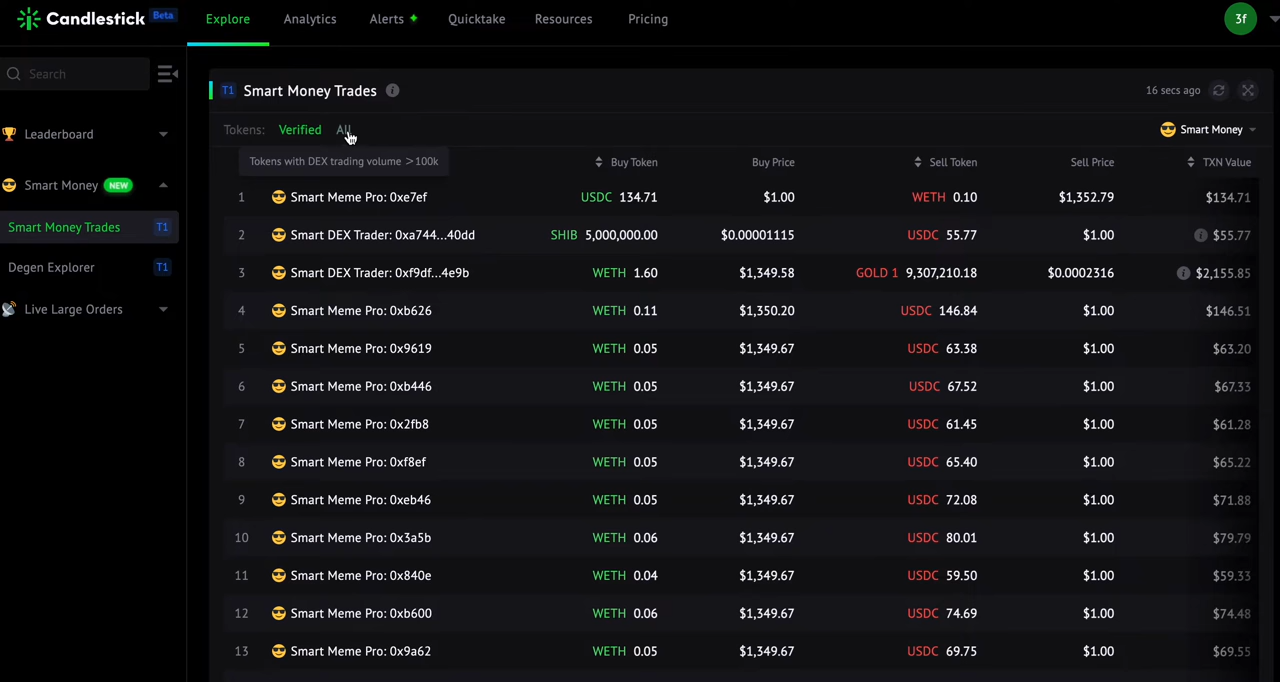 Candlestick Beta Explore Analytics Alerts Quicktake Resources Pricing 3f
Search
T1 Smart Money Trades 16 secs ago
Leaderboard
Tokens: Verified All Smart Money
Tokens with DEX trading volume >100k
Buy Token Buy Price Sell Token Sell Price TXN Value
Smart Money NEW
1 Smart Meme Pro: 0xe7ef USDC 134.71 $1.00 WETH 0.10 $1,352.79 $134.71
Smart Money Trades T1
2 Smart DEX Trader: 0xa744...40dd SHIB 5,000,000.00 $0.00001115 USDC 55.77 $1.00 $55.77
Degen Explorer T1
3 Smart DEX Trader: 0xf9df...4e9b WETH 1.60 $1,349.58 GOLD 1 9,307,210.18 $0.0002316 $2,155.85
Live Large Orders
4 Smart Meme Pro: 0xb626 WETH 0.11 $1,350.20 USDC 146.84 $1.00 $146.51
5 Smart Meme Pro: 0x9619 WETH 0.05 $1,349.67 USDC 63.38 $1.00 $63.20
6 Smart Meme Pro: 0xb446 WETH 0.05 $1,349.67 USDC 67.52 $1.00 $67.33
7 Smart Meme Pro: 0x2fb8 WETH 0.05 $1,349.67 USDC 61.45 $1.00 $61.28
8 Smart Meme Pro: 0xf8ef WETH 0.05 $1,349.67 USDC 65.40 $1.00 $65.22
9 Smart Meme Pro: 0xeb46 WETH 0.05 $1,349.67 USDC 72.08 $1.00 $71.88
10 Smart Meme Pro: 0x3a5b WETH 0.06 $1,349.67 USDC 80.01 $1.00 $79.79
11 Smart Meme Pro: 0x840e WETH 0.04 $1,349.67 USDC 59.50 $1.00 $59.33
12 Smart Meme Pro: 0xb600 WETH 0.06 $1,349.67 USDC 74.69 $1.00 $74.48
13 Smart Meme Pro: 0x9a62 WETH 0.05 $1,349.67 USDC 69.75 $1.00 $69.55